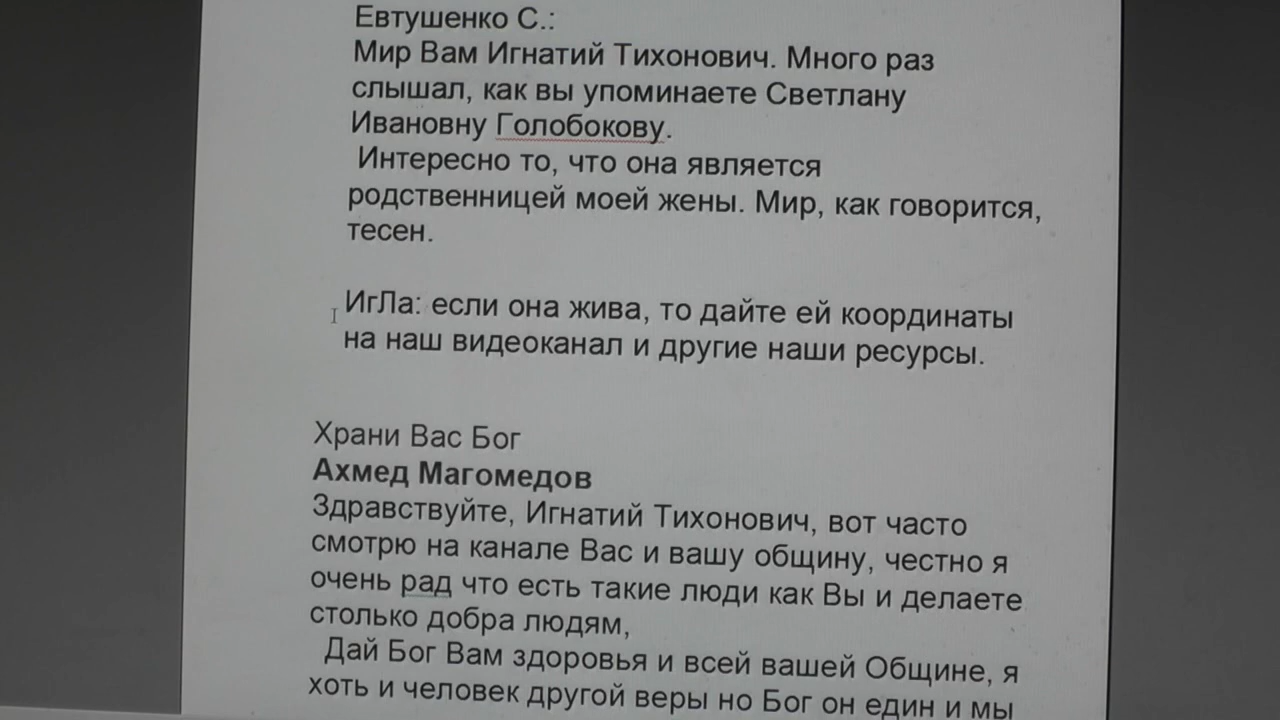 Евтушенко С.:
Мир Вам Игнатий Тихонович. Много раз
слышал, как вы упоминаете Светлану
Ивановну Голобокову.
Интересно то, что она является
родственницей моей жены. Мир, как говорится,
тесен.
ИгЛа: если она жива, то дайте ей координаты
на наш видеоканал и другие наши ресурсы.
Храни Вас Бог
Ахмед Магомедов
Здравствуйте, Игнатий Тихонович, вот часто
смотрю на канале Вас и вашу общину, честно я
очень рад что есть такие люди как Вы и делаете
столько добра людям,
Дай Бог Вам здоровья и всей вашей Общине, я
хоть и человек другой веры но Бог он един и мы